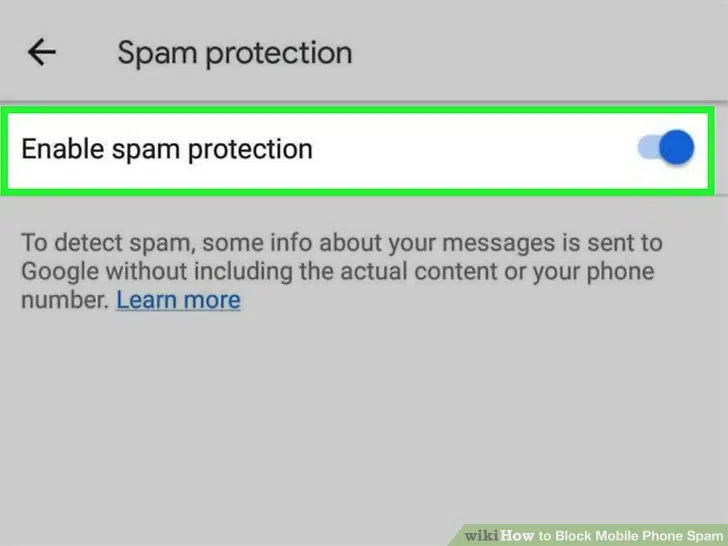 Spam protection
Enable spam protection
To detect spam, some info about your messages is sent to
Google without including the actual content or your phone
number. Learn more
wikiHow to Block Mobile Phone Spam